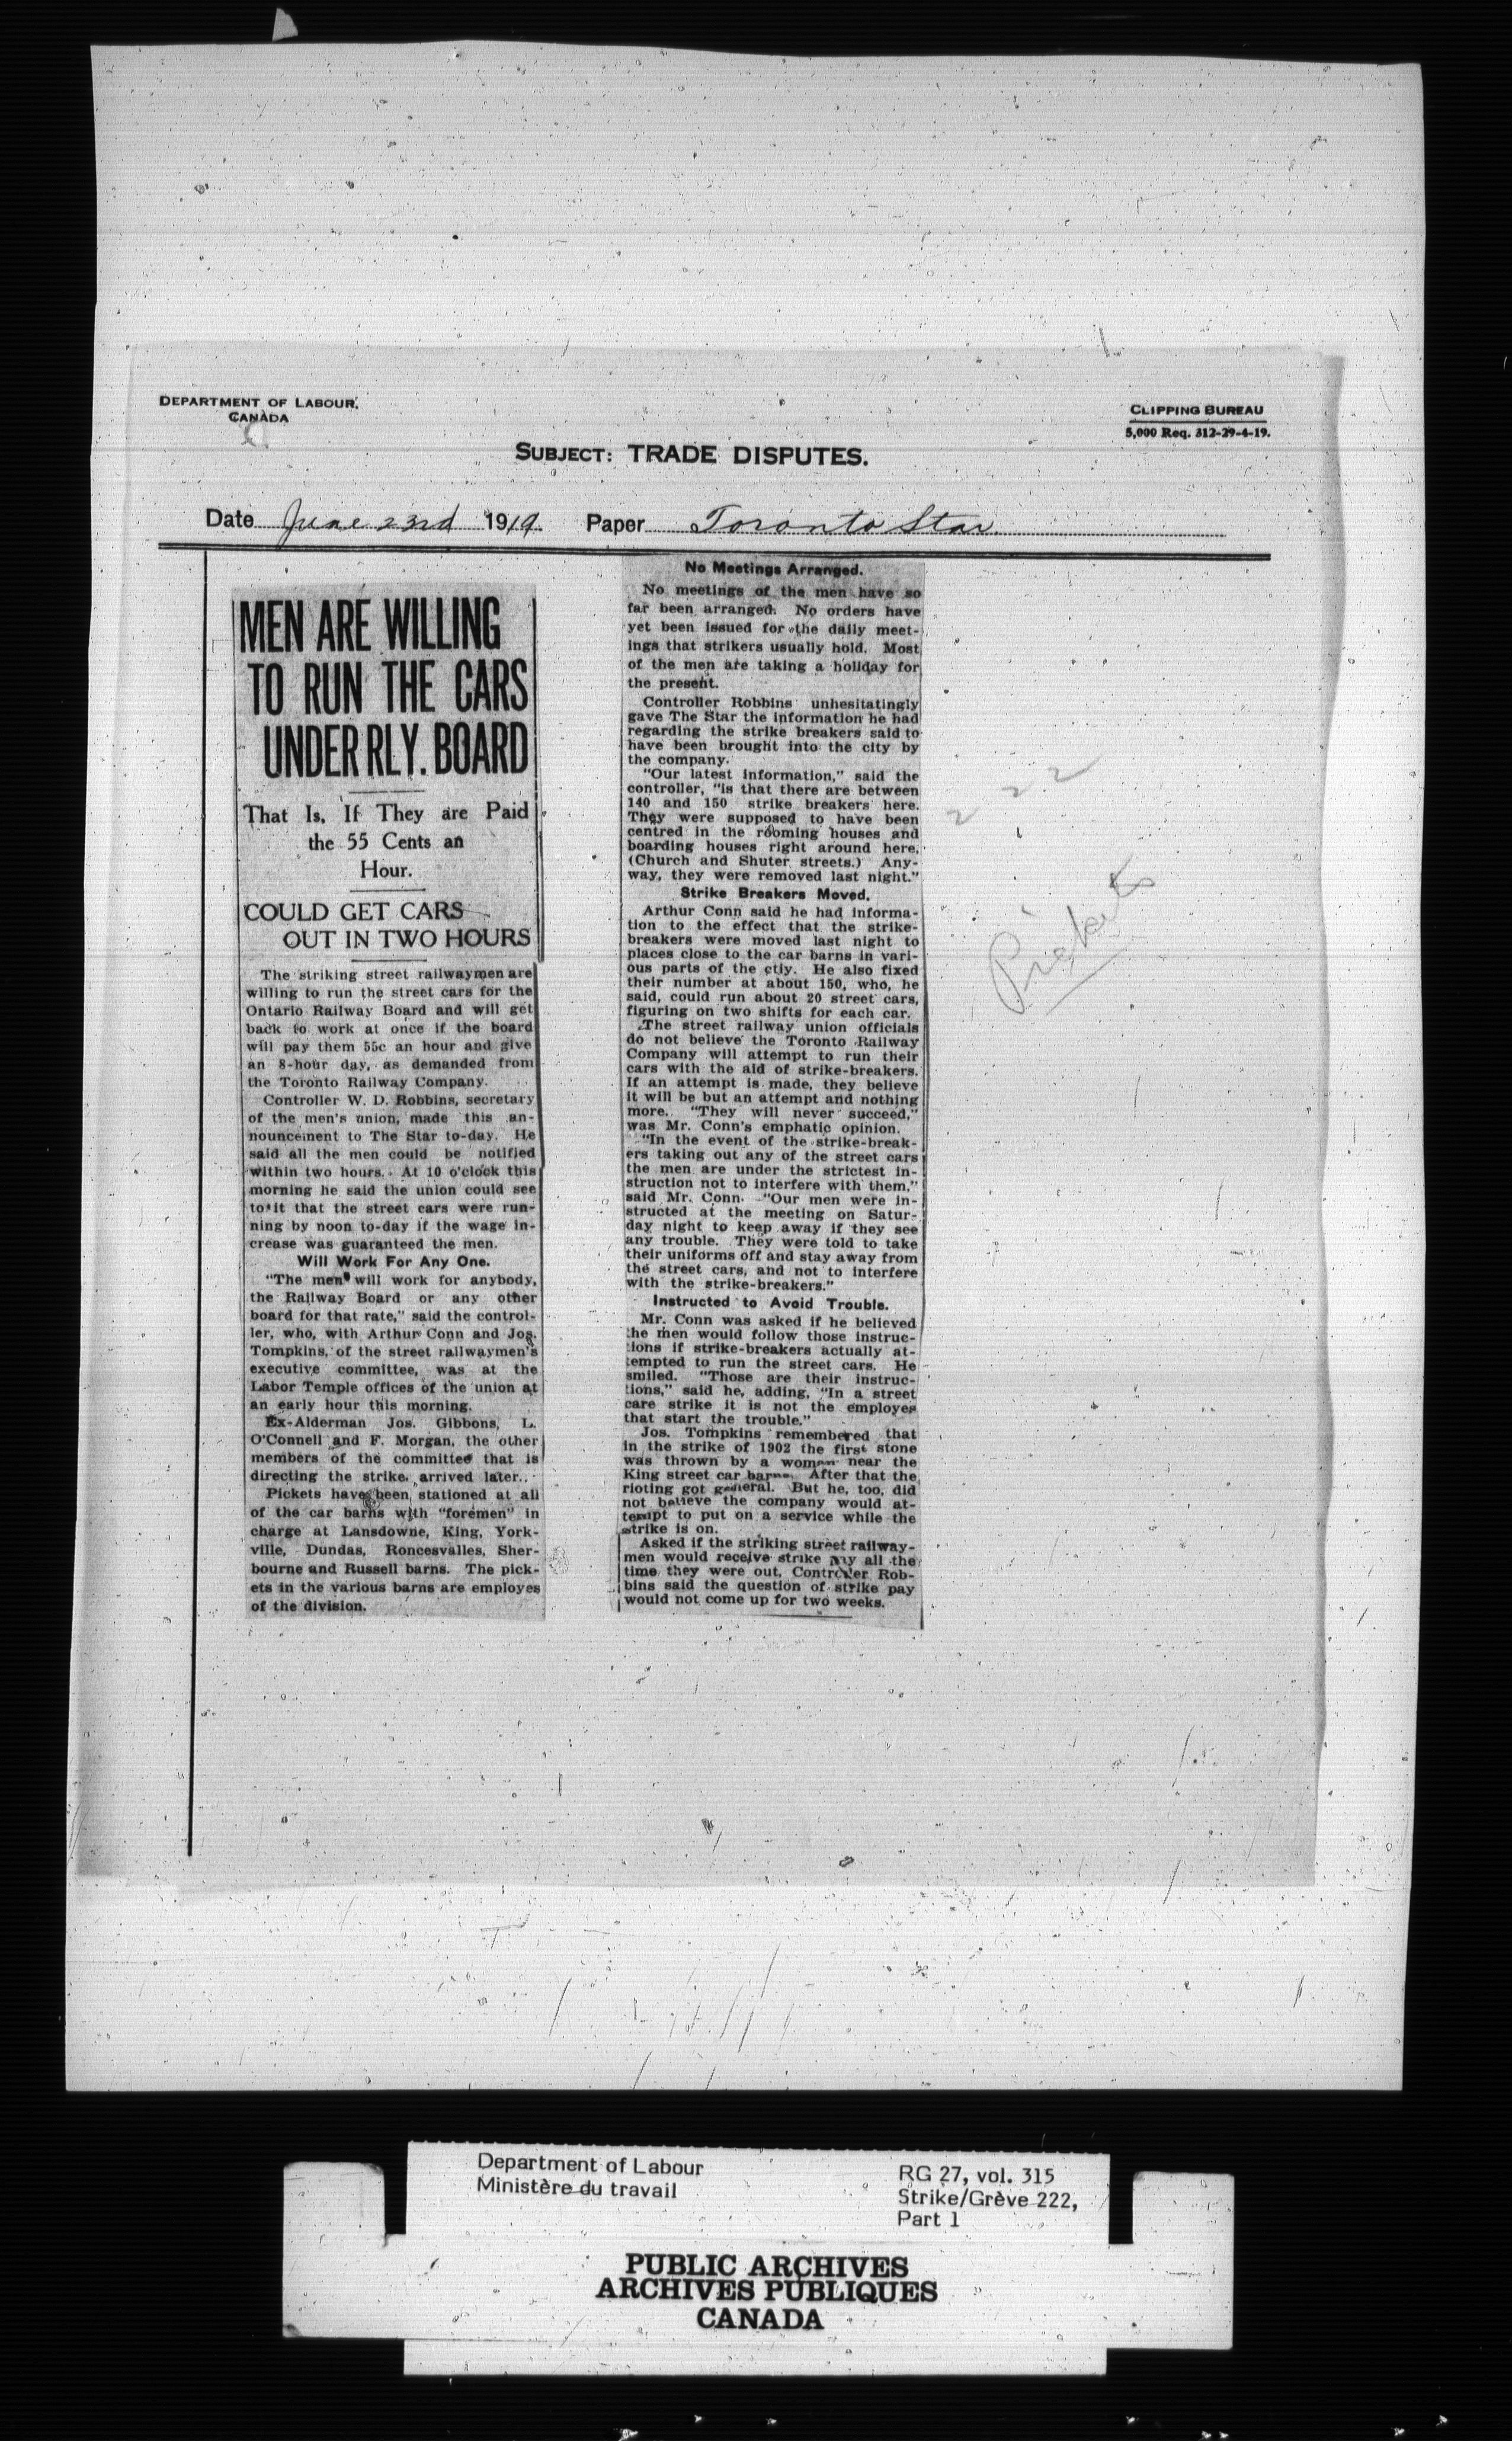 DEPARTMENT OF LABOUR,
CANADA
CLIPPING BUREAU
5,000 Req. 312-29-4-19.
SUBJECT: TRADE DISPUTES.
Date June 23rd 1919. Paper Toronto Star.
MEN ARE WILLING
TO RUN THE CARS
UNDER RLY. BOARD
That Is, If They are Paid
the 55 Cents an
Hour.
COULD GET CARS
OUT IN TWO HOURS
The striking street railwaymen are
willing to run the street cars for the
Ontario Railway Board and will get
back to work at once if the board
will pay them 55c an hour and give
an 8-hour day, as demanded from
the Toronto Railway Company.
Controller W. D. Robbins, secretary
of the men's union, made this an-
nouncement to The Star to-day. He
said all the men could be notified
within two hours. At 10 o'clock this
morning he said the union could see
to it that the street cars were run-
ning by noon to-day if the wage in-
crease was guaranteed the men.
Will Work For Any One.
"The men will work for anybody,
the Railway Board or any other
board for that rate," said the control-
ler, who, with Arthur Conn and Jos.
Tompkins, of the street railwaymen's
executive committee, was at the
Labor Temple offices of the union at
an early hour this morning.
Ex-Alderman Jos. Gibbons, L.
O'Connell and F. Morgan, the other
members of the committee that is
directing the strike, arrived later.
Pickets have been stationed at all
of the car barns with "foremen" in
charge at Lansdowne, King, York-
ville, Dundas, Roncesvalles, Sher-
bourne and Russell barns. The pick-
ets in the various barns are employes
of the division.
No Meetings Arranged.
No meetings of the men have so
far been arranged. No orders have
yet been issued for the daily meet-
ings that strikers usually hold. Most
of the men are taking a holiday for
the present.
Controller Robbins unhesitatingly
gave The Star the information he had
regarding the strike breakers said to
have been brought into the city by
the company.
"Our latest information," said the
controller, "is that there are between
140 and 150 strike breakers here.
They were supposed to have been
centred in the rooming houses and
boarding houses right around here.
(Church and Shuter streets.) Any-
way, they were removed last night."
Strike Breakers Moved.
Arthur Conn said he had informa-
tion to the effect that the strike-
breakers were moved last night to
places close to the car barns in vari-
ous parts of the ctiy. He also fixed
their number at about 150, who, he
said, could run about 20 street cars,
figuring on two shifts for each car.
The street railway union officials
do not believe the Toronto Railway
Company will attempt to run their
cars with the aid of strike-breakers.
If an attempt is made, they believe
it will be but an attempt and nothing
more. "They will never succeed,"
was Mr. Conn's emphatic opinion.
"In the event of the strike-break-
ers taking out any of the street cars
the men are under the strictest in-
struction not to interfere with them,"
said Mr. Conn. "Our men were in-
structed at the meeting on Satur-
day night to keep away if they see
any trouble. They were told to take
their uniforms off and stay away from
the street cars, and not to interfere
with the strike-breakers."
Instructed to Avoid Trouble.
Mr. Conn was asked if he believed
the men would follow those instruc-
tions if strike-breakers actually at-
tempted to run the street cars. He
smiled. "Those are their instruc-
tions," said he, adding, "In a street
care strike it is not the employes
that start the trouble."
Jos. Tompkins remembered that
in the strike of 1902 the first stone
was thrown by a woman near the
King street car barns. After that the
rioting got general. But he, too, did
not believe the company would at-
tempt to put on a service while the
strike is on.
Asked if the striking street railway-
men would receive strike pay all the
time they were out, Controller Rob-
bins said the question of strike pay
would not come up for two weeks.
222
Pickets
Department of Labour
Ministère du travail
RG 27, vol. 315
Strike/Grève 222,
Part 1
PUBLIC ARCHIVES
ARCHIVES PUBLIQUES
CANADA